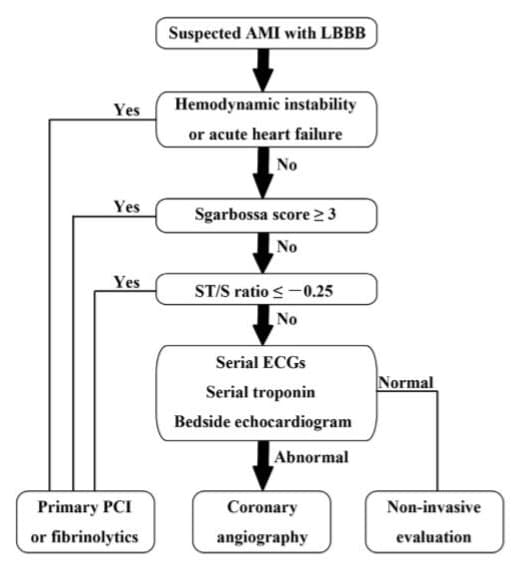 Suspected AMI with LBBB
Yes
Hemodynamic instability
or acute heart failure
No
Yes
Sgarbossa score ≥ 3
No
Yes
ST/S ratio ≤ −0.25
No
Serial ECGs
Serial troponin
Bedside echocardiogram
Normal
Abnormal
Primary PCI
or fibrinolytics
Coronary
angiography
Non-invasive
evaluation